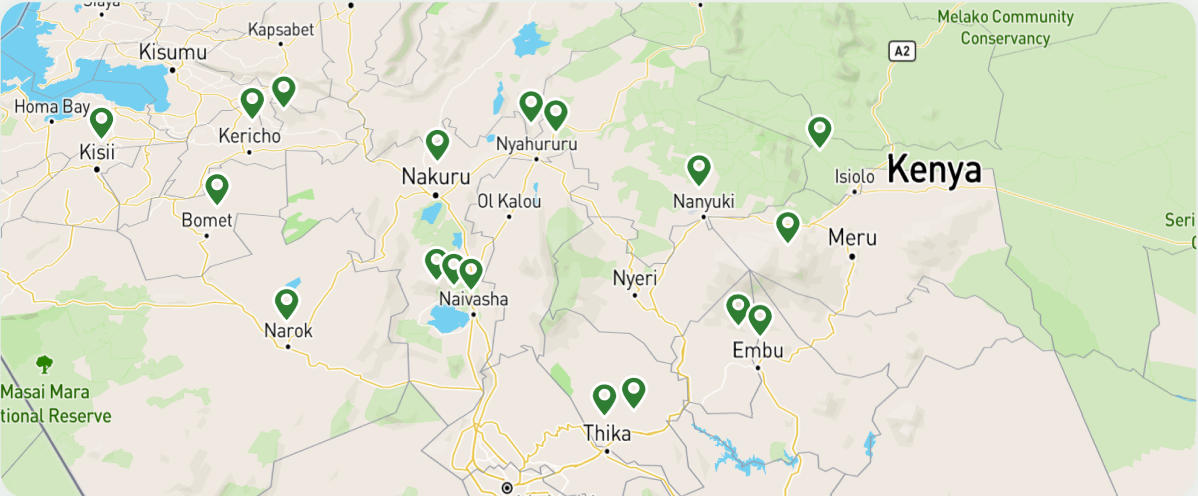 Siaya
Melako Community
Conservancy
Kapsabet
Kisumu
A2
Homa Bay
Kericho
Nyahururu
Kisii
Nakuru
Isiolo
Kenya
Ol Kalou
Nanyuki
Bomet
Seri
Meru
Nyeri
Naivasha
Narok
Embu
Masai Mara
tional Reserve
Thika